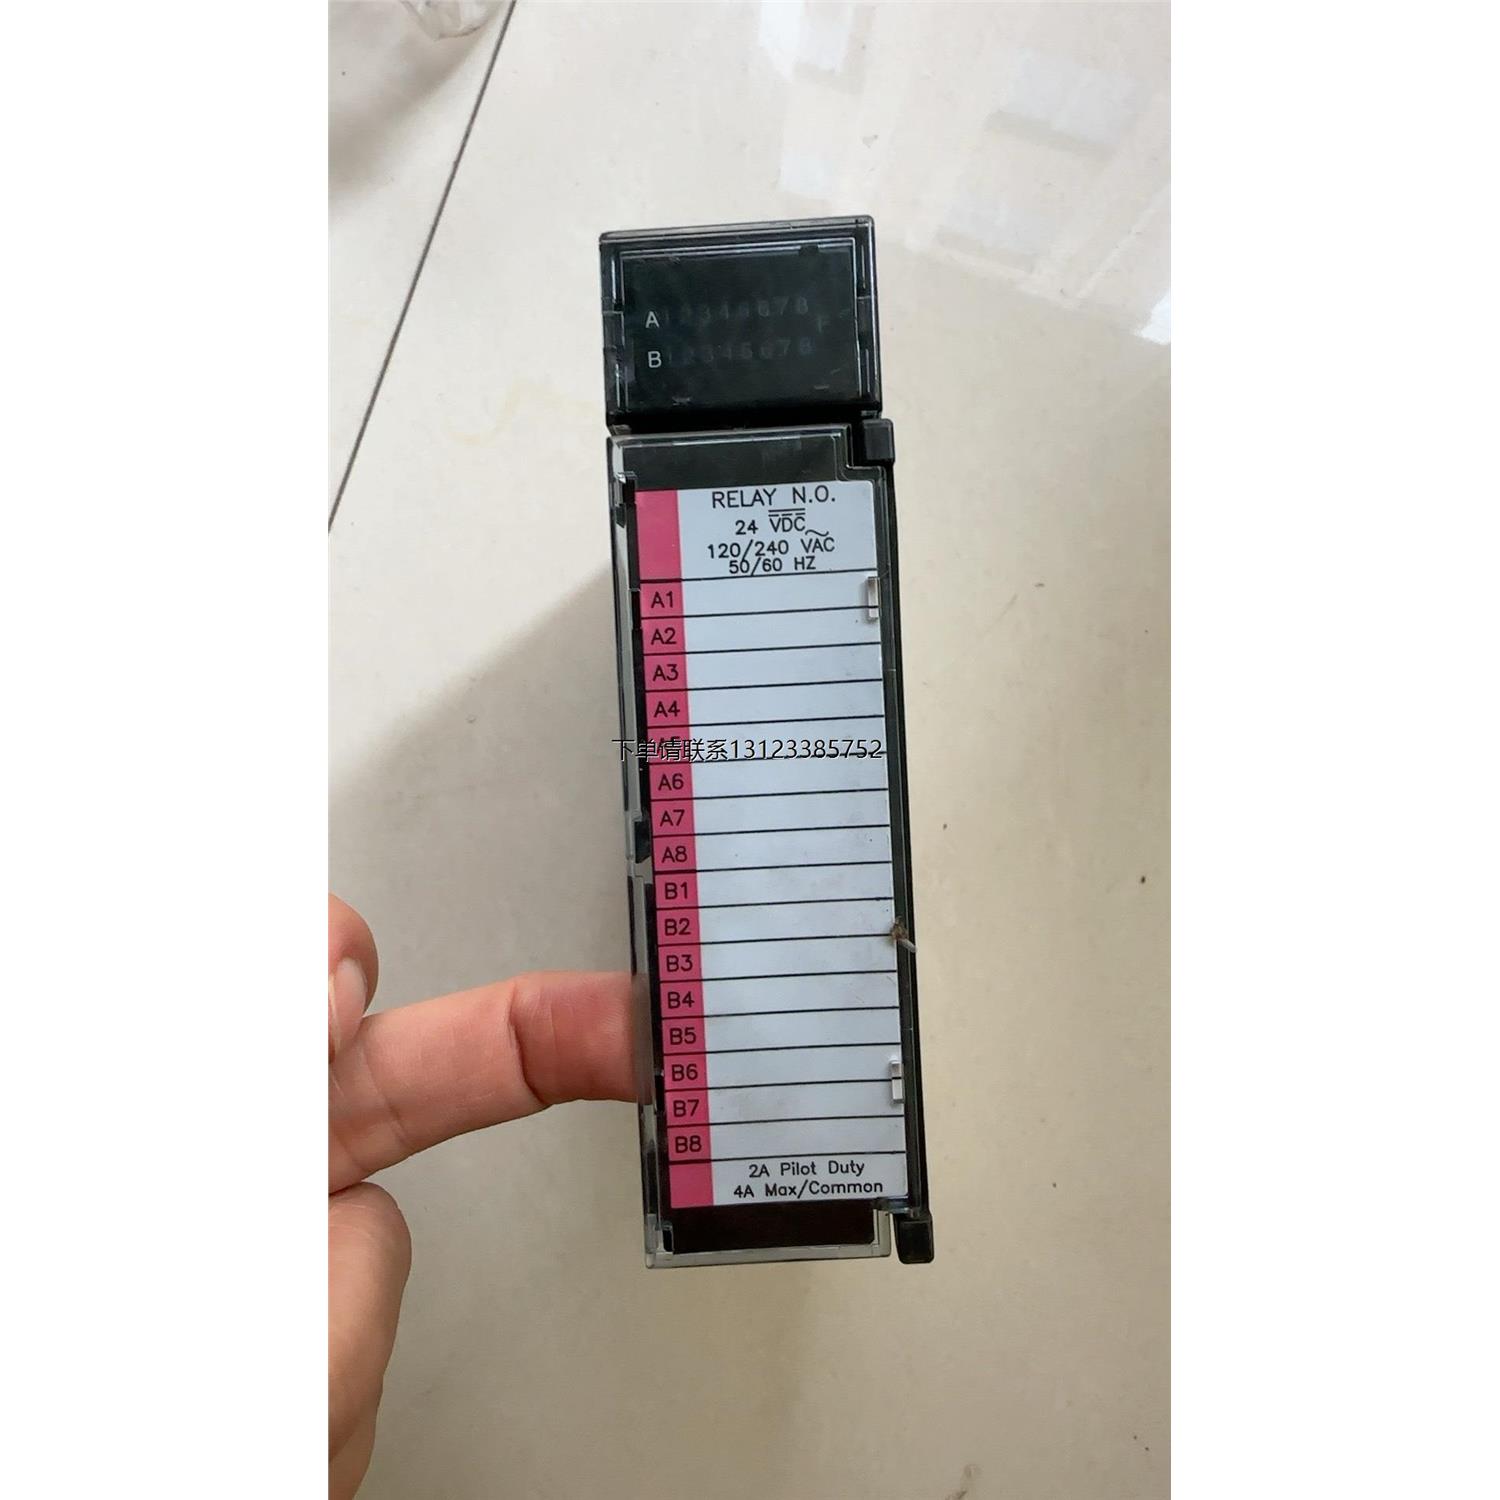 A 12345678
F
B 12345678
RELAY N.O.
24 VDC
120/240 VAC
50/60 HZ
A1
A2
A3
A4
A5
下单请联系13123385752
A6
A7
A8
B1
B2
B3
B4
B5
B6
B7
B8
2A Pilot Duty
4A Max/Common